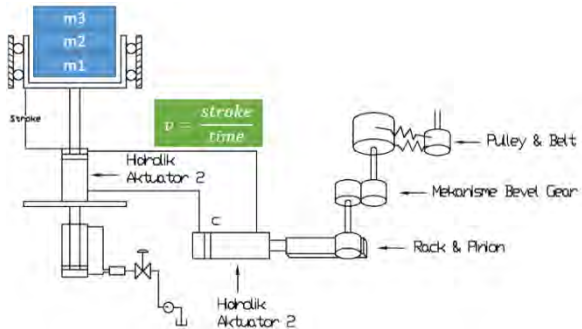 m3
m2
m1
Stroke
v = stroke / time
Hidrolik
Aktuator 2
Pulley & Belt
Mekanisme Bevel Gear
C
Rack & Pinion
Hidrolik
Aktuator 2